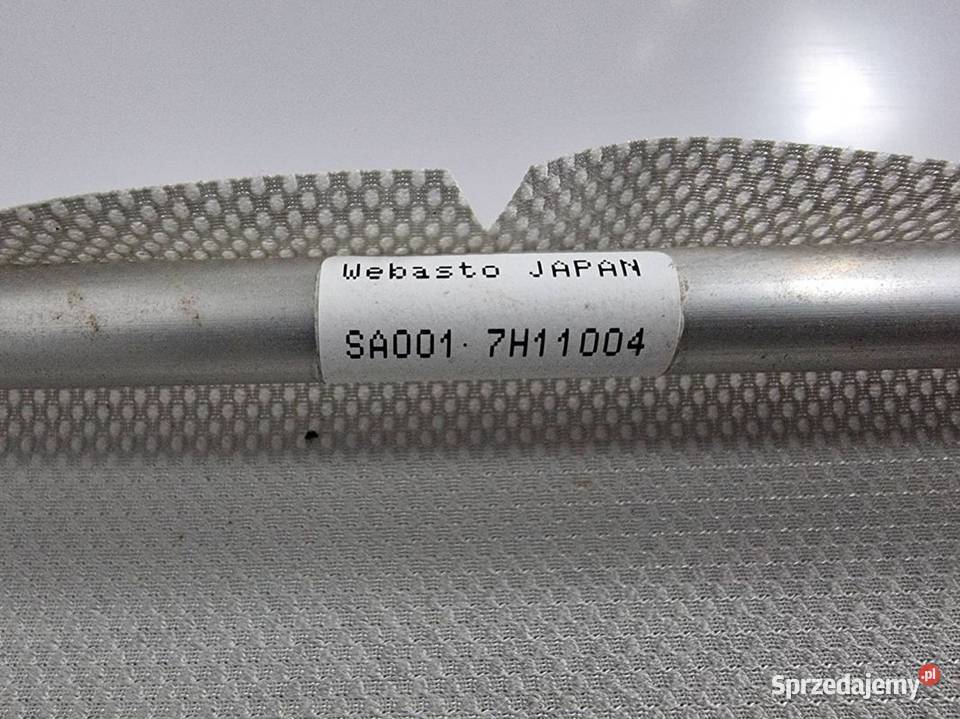 Webasto JAPAN
SA001· 7H11004
Sprzedajemy.pl